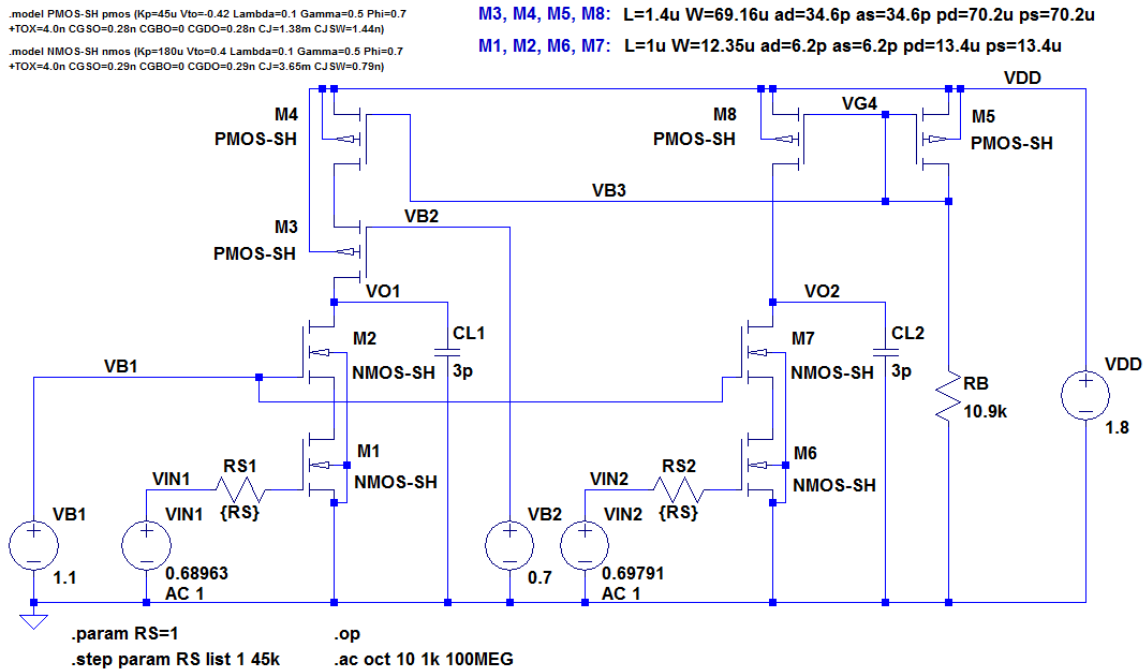 .model PMOS-SH pmos (Kp=45u Vto=-0.42 Lambda=0.1 Gamma=0.5 Phi=0.7
+TOX=4.0n CGSO=0.28n CGBO=0 CGDO=0.28n CJ=1.38m CJSW=1.44n)
.model NMOS-SH nmos (Kp=180u Vto=0.4 Lambda=0.1 Gamma=0.5 Phi=0.7
+TOX=4.0n CGSO=0.29n CGBO=0 CGDO=0.29n CJ=3.65m CJSW=0.79n)
M3, M4, M5, M8: L=1.4u W=69.16u ad=34.6p as=34.6p pd=70.2u ps=70.2u
M1, M2, M6, M7: L=1u W=12.35u ad=6.2p as=6.2p pd=13.4u ps=13.4u
VDD
M4
PMOS-SH
M8
PMOS-SH
VG4
M5
PMOS-SH
VB3
M3
PMOS-SH
VB2
VO1
VO2
M2
NMOS-SH
CL1
3p
M7
NMOS-SH
CL2
3p
VB1
RB
10.9k
VDD
1.8
M1
NMOS-SH
RS1
{RS}
VIN1
M6
NMOS-SH
RS2
{RS}
VIN2
VB1
1.1
VIN1
0.68963
AC 1
VB2
0.7
VIN2
0.69791
AC 1
.param RS=1
.op
.step param RS list 1 45k
.ac oct 10 1k 100MEG